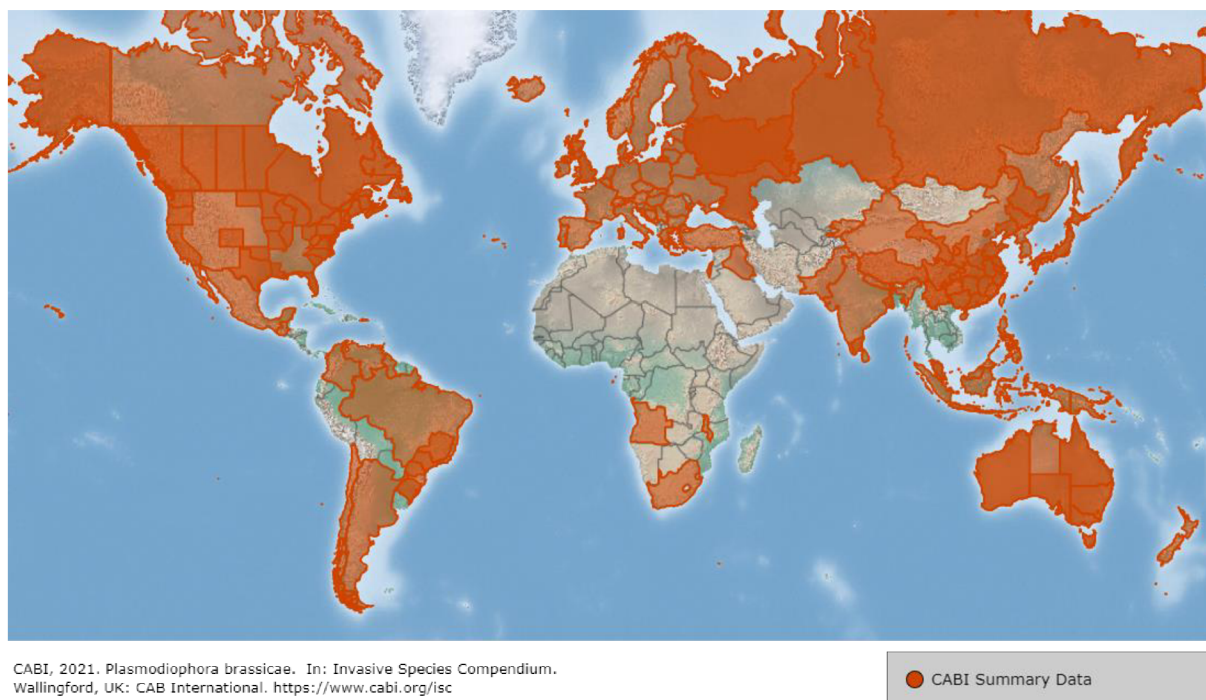 CABI, 2021. Plasmodiophora brassicae. In: Invasive Species Compendium.
Wallingford, UK: CAB International. https://www.cabi.org/isc
CABI Summary Data